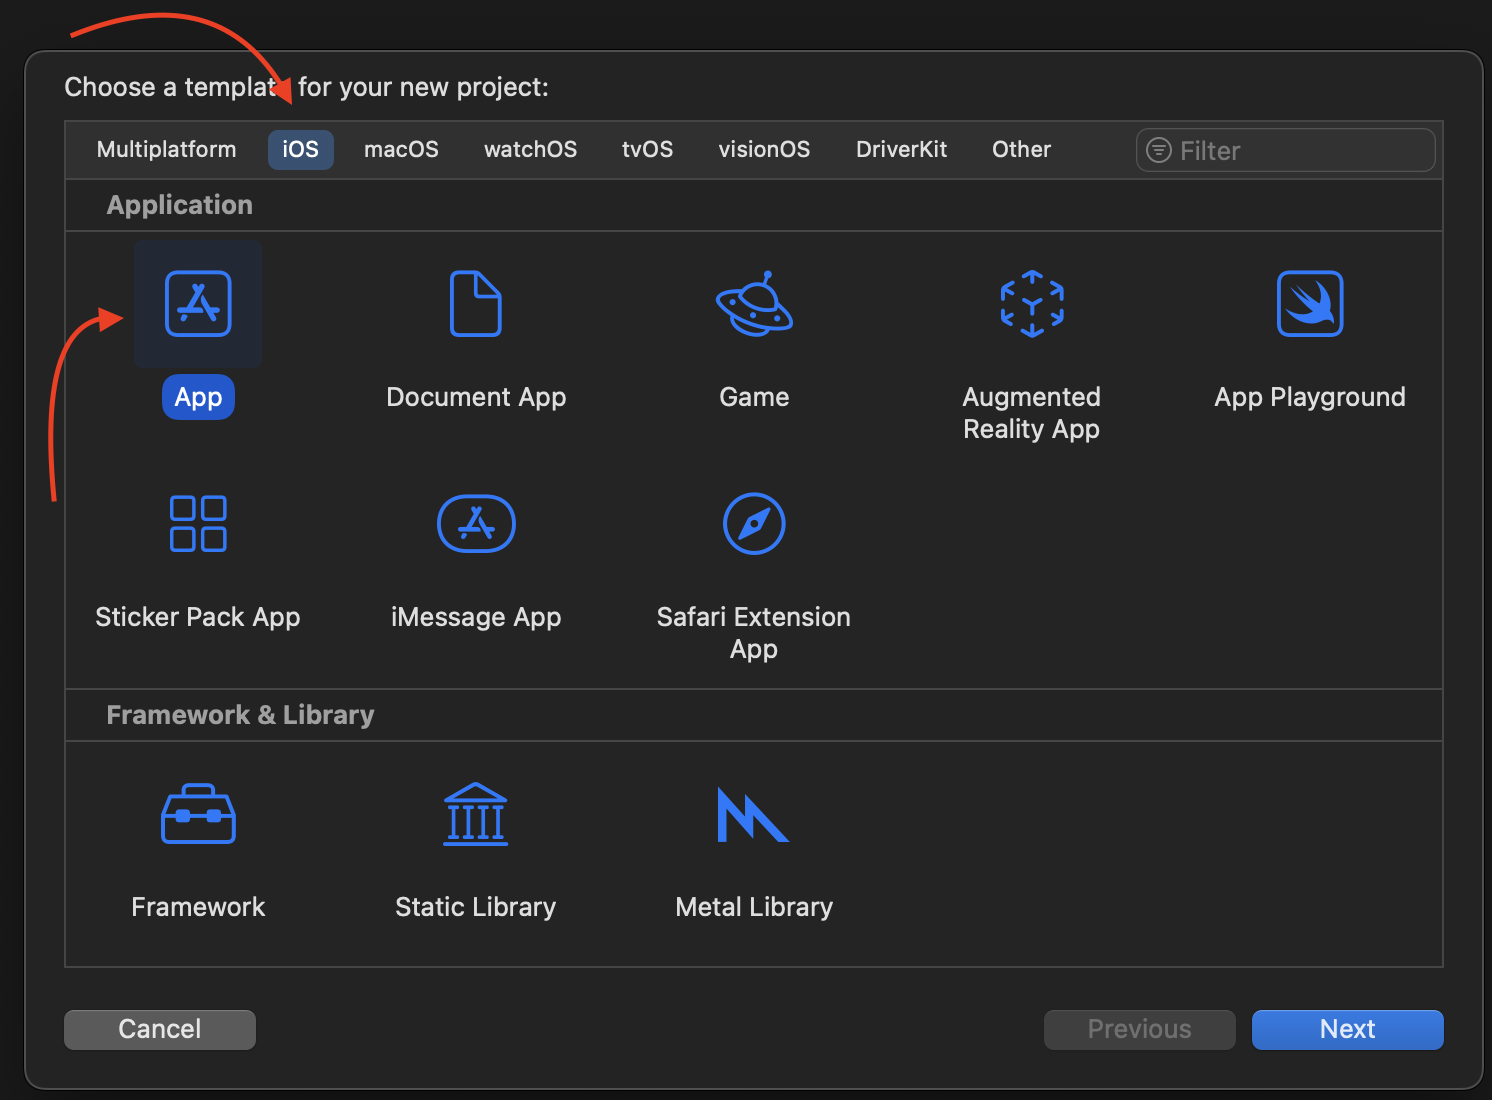 Choose a template for your new project:
Multiplatform iOS macOS watchOS tvOS visionOS DriverKit Other Filter
Application
App Document App Game Augmented Reality App App Playground
Sticker Pack App iMessage App Safari Extension App
Framework & Library
Framework Static Library Metal Library
Cancel Previous Next